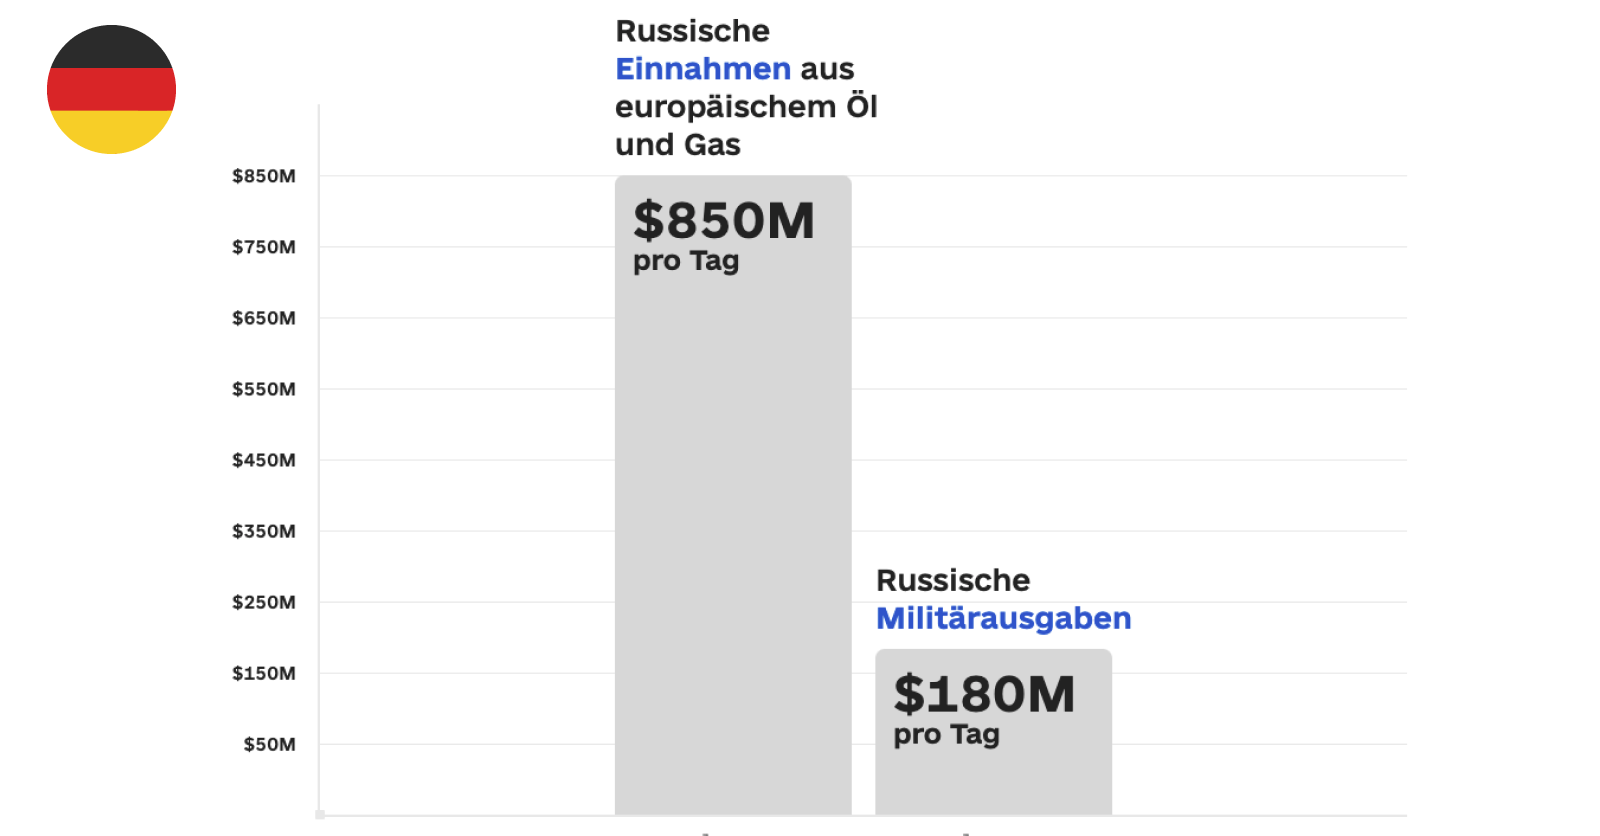 Russische
Einnahmen aus
europäischem Öl
und Gas
$850M
$850M
pro Tag
$750M
$650M
$550M
$450M
$350M
Russische
$250M
Militärausgaben
$150M
$180M
pro Tag
$50M